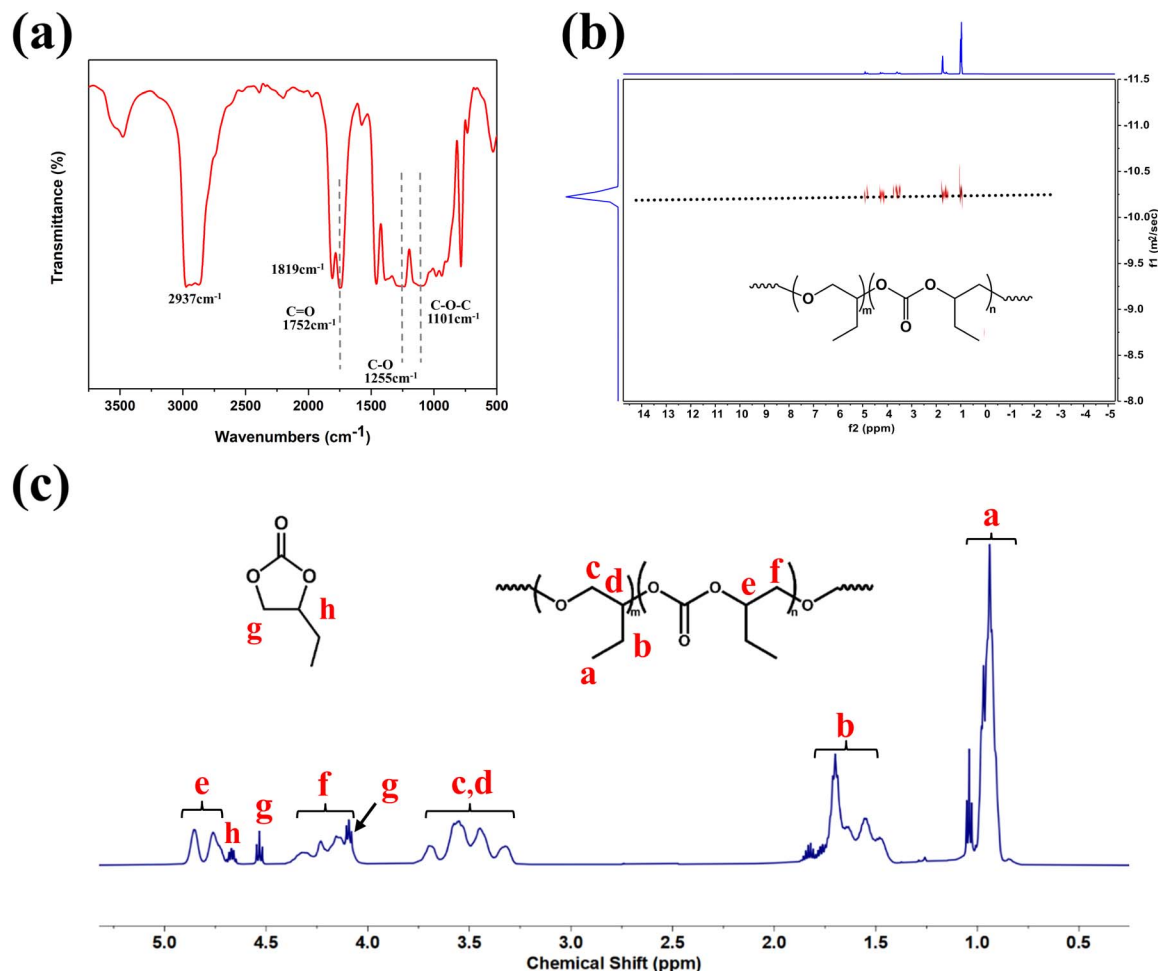 (a)
Transmittance (%)
2937cm-1
1819cm-1
C=O
1752cm-1
C-O
1255cm-1
C-O-C
1101cm-1
3500 3000 2500 2000 1500 1000 500
Wavenumbers (cm-1)
(b)
-11.5
-11.0
-10.5
-10.0
-9.5
-9.0
-8.5
-8.0
f1 (m2/sec)
O m O O O n
14 13 12 11 10 9 8 7 6 5 4 3 2 1 0 -1 -2 -3 -4 -5
f2 (ppm)
(c)
O
O O
g h
c d e f
O m O O O n O
a b
e h g f g c,d b a
5.0 4.5 4.0 3.5 3.0 2.5 2.0 1.5 1.0 0.5
Chemical Shift (ppm)